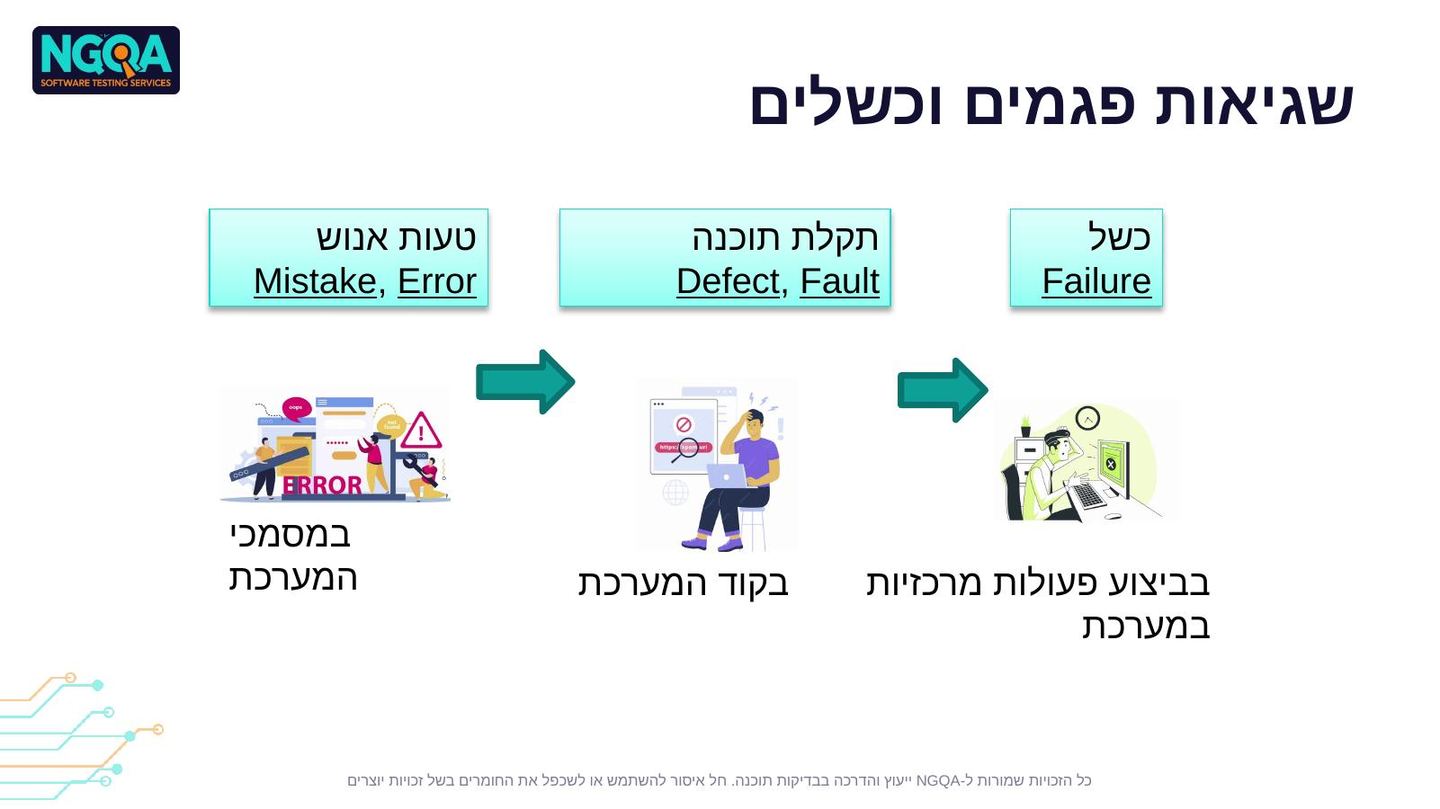 NGQA
SOFTWARE TESTING SERVICES
שגיאות פגמים וכשלים
טעות אנוש
Mistake, Error
תקלת תוכנה
Defect, Fault
כשל
Failure
oops
ERROR
במסמכי
המערכת
בקוד המערכת
בביצוע פעולות מרכזיות
במערכת
כל הזכויות שמורות ל-NGQA ייעוץ והדרכה בבדיקות תוכנה. חל איסור להשתמש או לשכפל את החומרים בשל זכויות יוצרים